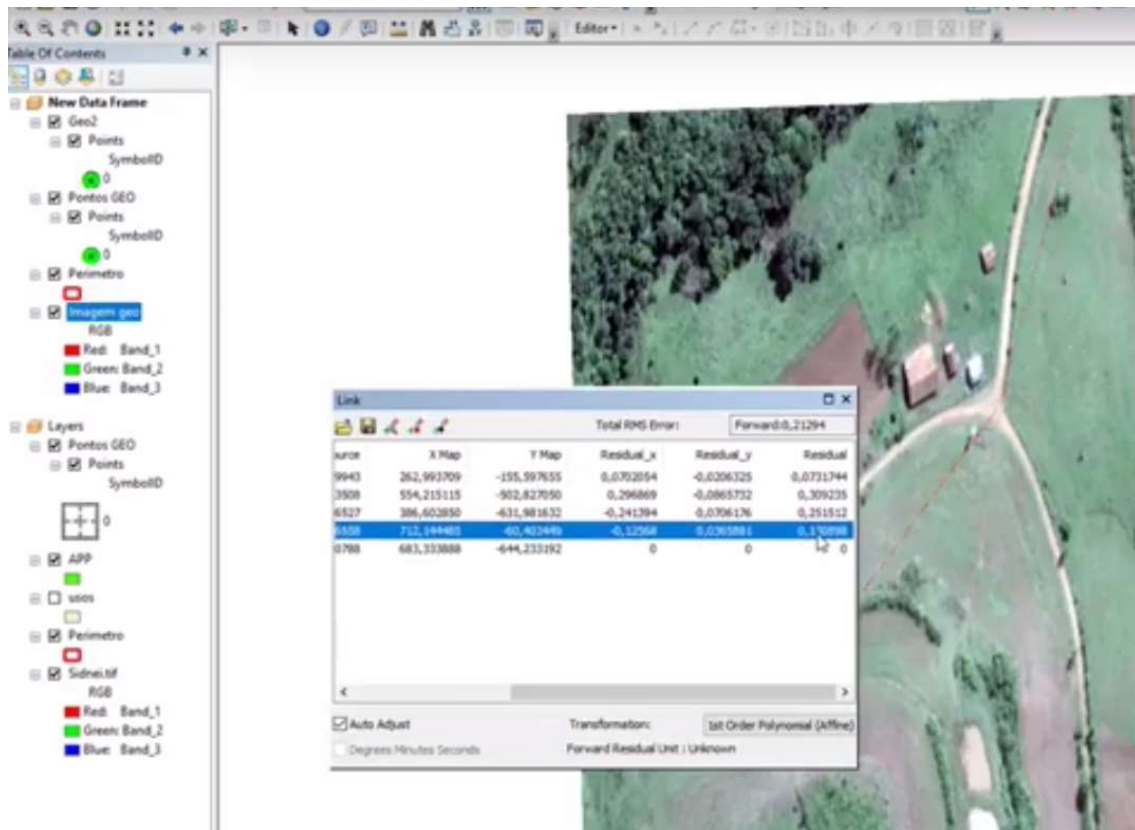 Editor
Table Of Contents
New Data Frame
Geo2
Points
SymbolID
0
Pontos GEO
Points
SymbolID
0
Perimetro
Imagem geo
RGB
Red: Band_1
Green: Band_2
Blue: Band_3
Layers
Pontos GEO
Points
SymbolID
0
APP
usos
Perimetro
Sidnei.tif
RGB
Red: Band_1
Green: Band_2
Blue: Band_3
Link
Total RMS Error: Forward:0,21294
urce X Map Y Map Residual_x Residual_y Residual
9943 262,993709 -155,597655 0,0702054 -0,0206325 0,0731744
3508 554,215115 -502,827050 0,296869 -0,0865732 0,309235
6527 386,602850 -631,981632 -0,241394 0,0706176 0,251512
712,144485 -60,403449 -0,12568
0788 683,333888 -644,233192 0 0 0
Auto Adjust Transformation: 1st Order Polynomial (Affine)
Degrees Minutes Seconds Forward Residual Unit : Unknown